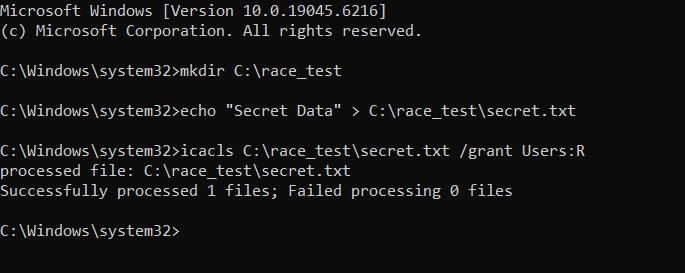 Microsoft Windows [Version 10.0.19045.6216]
(c) Microsoft Corporation. All rights reserved.
C:\Windows\system32>mkdir C:\race_test
C:\Windows\system32>echo "Secret Data" > C:\race_test\secret.txt
C:\Windows\system32>icacls C:\race_test\secret.txt /grant Users:R
processed file: C:\race_test\secret.txt
Successfully processed 1 files; Failed processing 0 files
C:\Windows\system32>